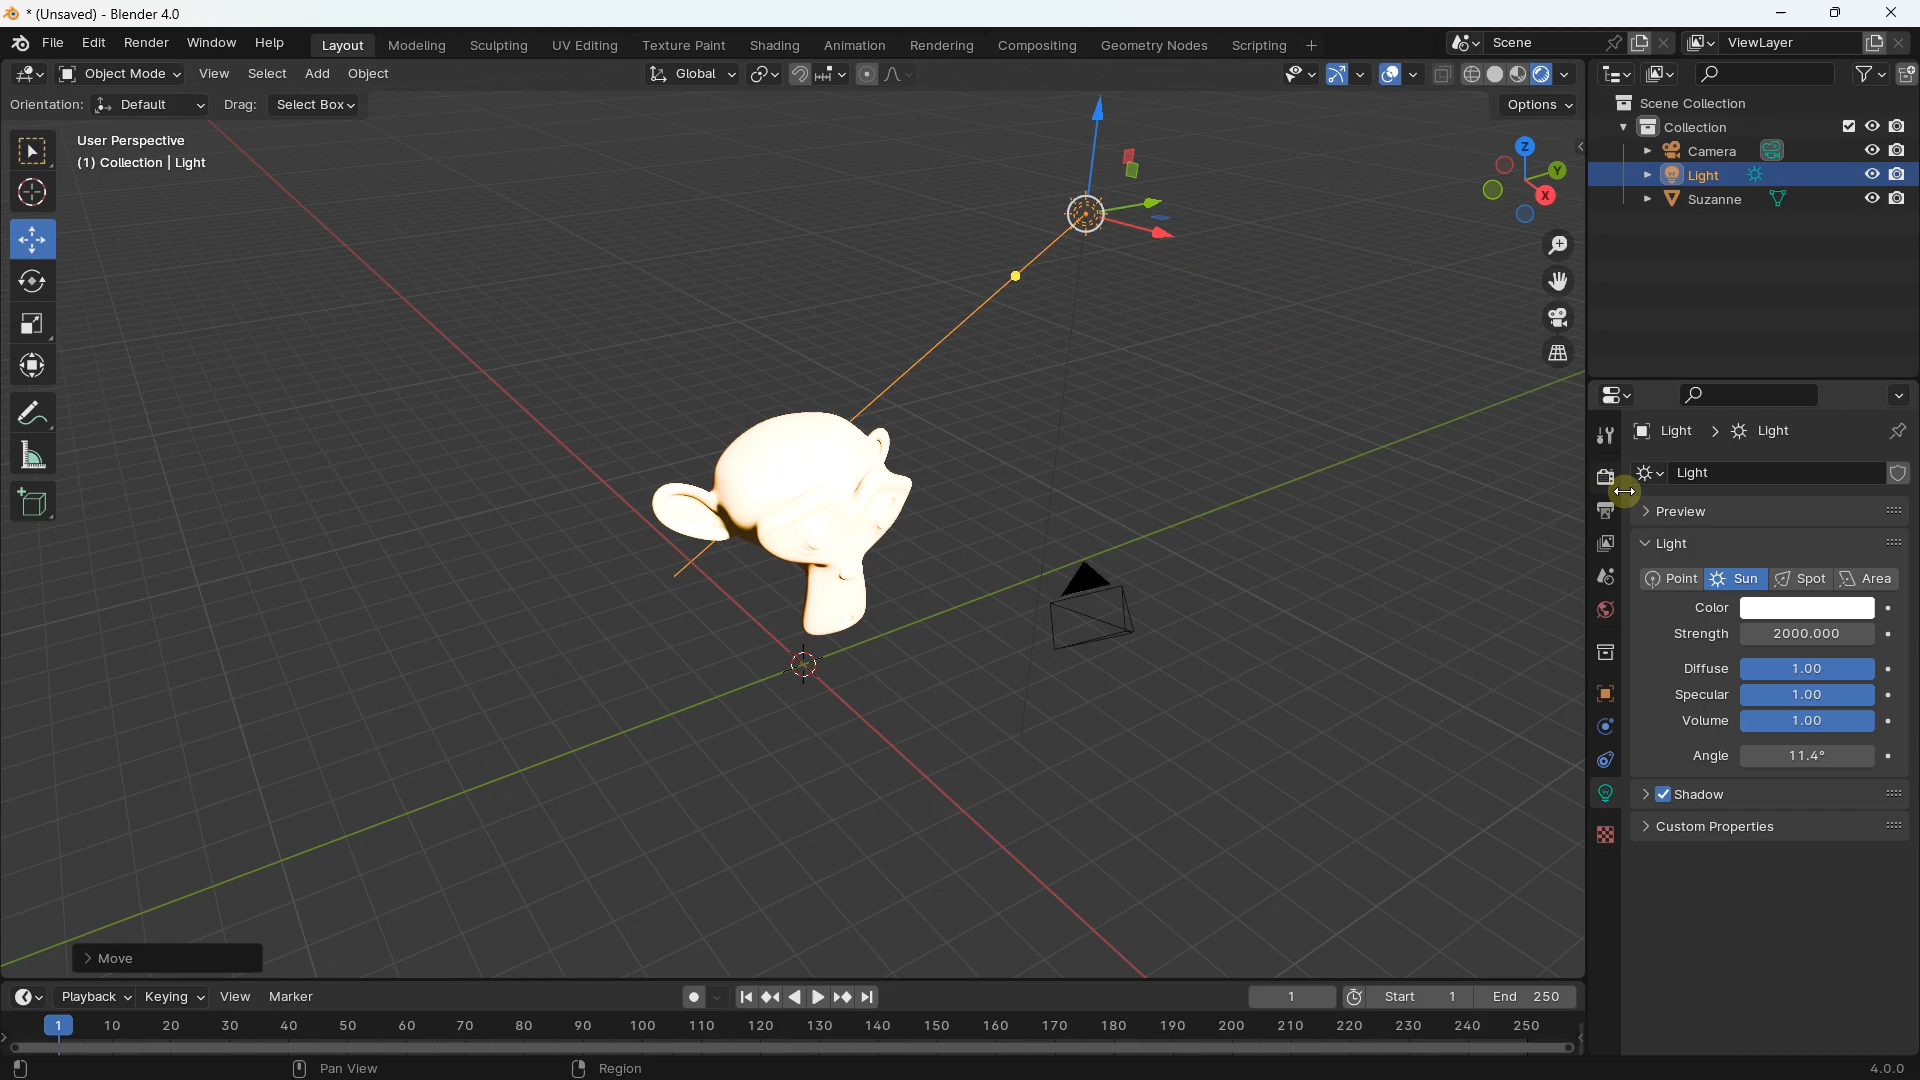 * (Unsaved) - Blender 4.0
File Edit Render Window Help Layout Modeling Sculpting UV Editing Texture Paint Shading Animation Rendering Compositing Geometry Nodes Scripting + Scene ViewLayer
Object Mode View Select Add Object Global
Orientation: Default Drag: Select Box Options
User Perspective
(1) Collection | Light
Z
Y
X
Scene Collection
Collection
Camera
Light
Suzanne
Light > Light
Light
Preview
Light
Point Sun Spot Area
Color
Strength 2000.000
Diffuse 1.00
Specular 1.00
Volume 1.00
Angle 11.4°
Shadow
Custom Properties
> Move
Playback Keying View Marker 1 Start 1 End 250
1 10 20 30 40 50 60 70 80 90 100 110 120 130 140 150 160 170 180 190 200 210 220 230 240 250
Pan View Region 4.0.0